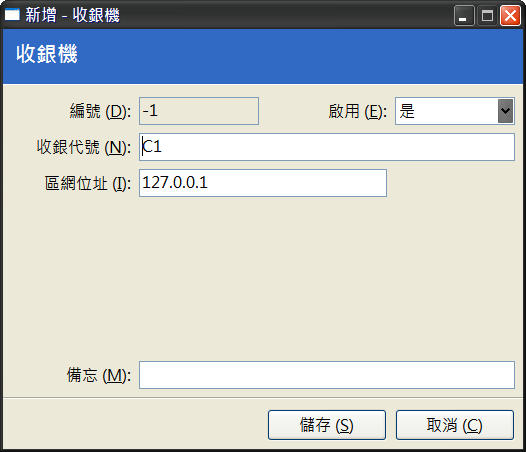 新增 - 收銀機
收銀機
編號 (D): -1 啟用 (E): 是
收銀代號 (N): C1
區網位址 (I): 127.0.0.1
備忘 (M):
儲存 (S) 取消 (C)